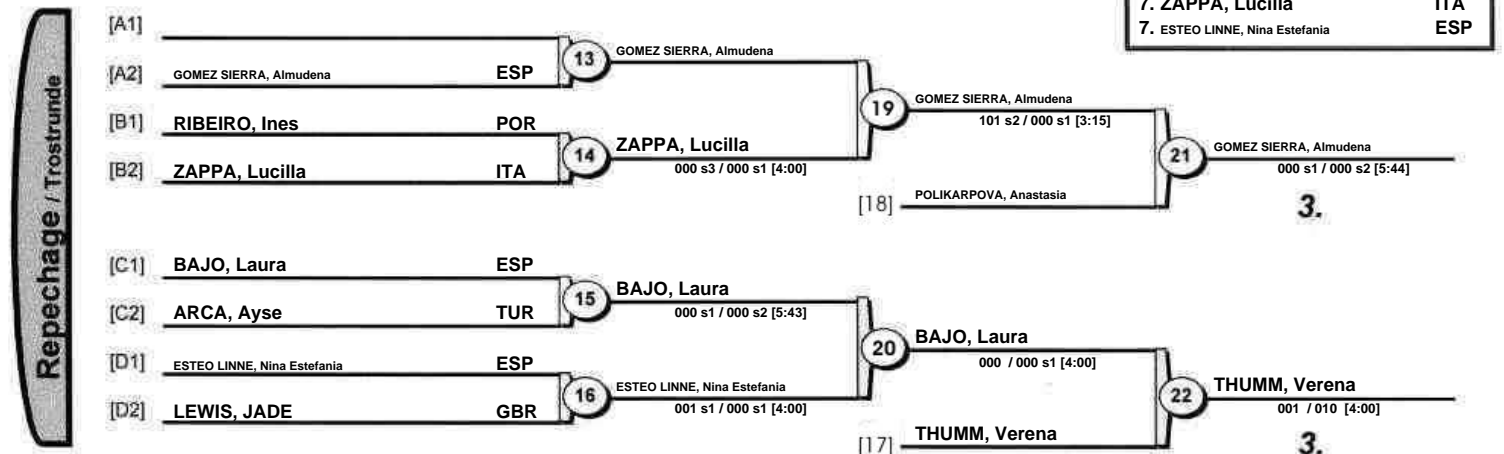 7. ZAPPA, Lucilla ITA
7. ESTEO LINNE, Nina Estefania ESP
Repechage / Trostrunde
[A1]
[A2] GOMEZ SIERRA, Almudena ESP
13
GOMEZ SIERRA, Almudena
[B1] RIBEIRO, Ines POR
[B2] ZAPPA, Lucilla ITA
14
ZAPPA, Lucilla
000 s3 / 000 s1 [4:00]
19
GOMEZ SIERRA, Almudena
101 s2 / 000 s1 [3:15]
[18] POLIKARPOVA, Anastasia
21
GOMEZ SIERRA, Almudena
000 s1 / 000 s2 [5:44]
3.
[C1] BAJO, Laura ESP
[C2] ARCA, Ayse TUR
15
BAJO, Laura
000 s1 / 000 s2 [5:43]
[D1] ESTEO LINNE, Nina Estefania ESP
[D2] LEWIS, JADE GBR
16
ESTEO LINNE, Nina Estefania
001 s1 / 000 s1 [4:00]
20
BAJO, Laura
000 / 000 s1 [4:00]
[17] THUMM, Verena
22
THUMM, Verena
001 / 010 [4:00]
3.